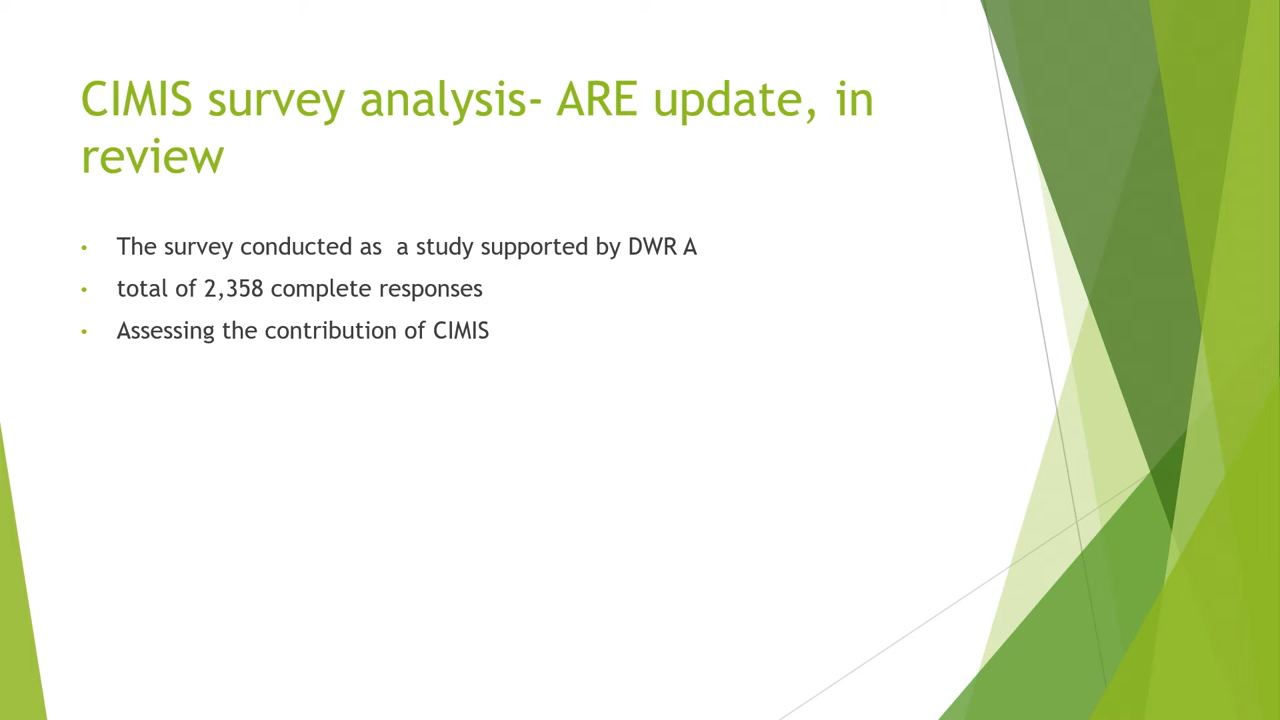 CIMIS survey analysis- ARE update, in
review
• The survey conducted as  a study supported by DWR A
• total of 2,358 complete responses
• Assessing the contribution of CIMIS